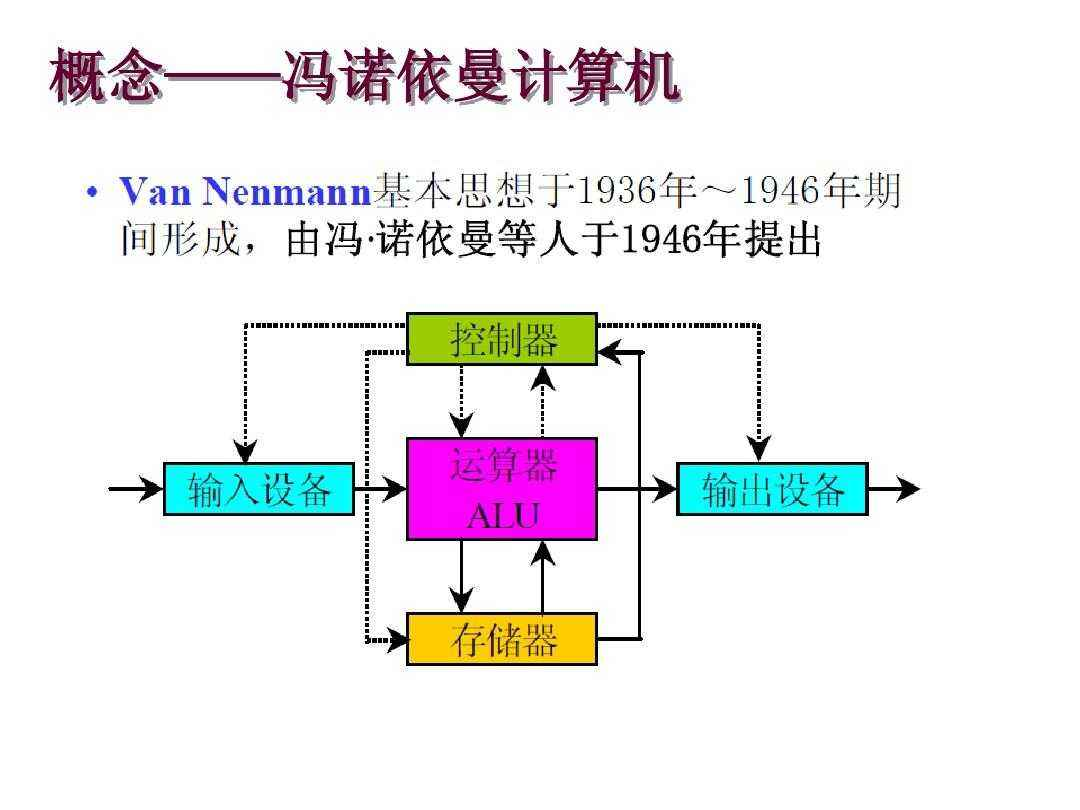 概念——冯诺依曼计算机
• Van Nenmann基本思想于1936年～1946年期
间形成，由冯·诺依曼等人于1946年提出
控制器
运算器
ALU
输入设备
输出设备
存储器